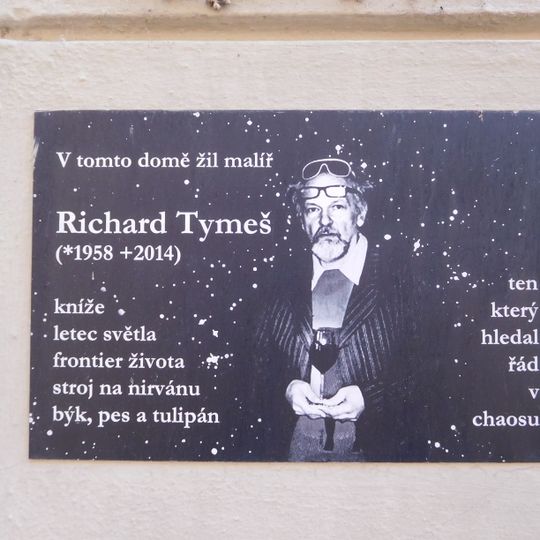 V tomto domě žil malíř
Richard Tymeš
(*1958 +2014)
kníže
letec světla
frontier života
stroj na nirvánu
býk, pes a tulipán
ten
který
hledal
řád
v
chaosu